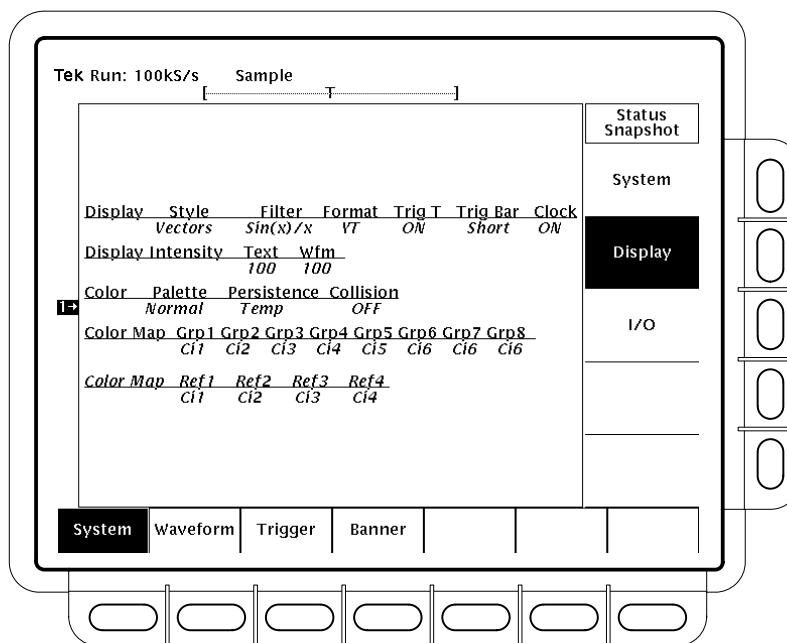 Tek Run: 100kS/s Sample
[ T ]
Status
Snapshot
System
Display Style Filter Format Trig T Trig Bar Clock
Vectors Sin(x)/x YT ON Short ON
Display Intensity Text Wfm
100 100
Display
Color Palette Persistence Collision
1→ Normal Temp OFF
I/O
Color Map Grp1 Grp2 Grp3 Grp4 Grp5 Grp6 Grp7 Grp8
Ci1 Ci2 Ci3 Ci4 Ci5 Ci6 Ci6 Ci6
Color Map Ref1 Ref2 Ref3 Ref4
Ci1 Ci2 Ci3 Ci4
System Waveform Trigger Banner